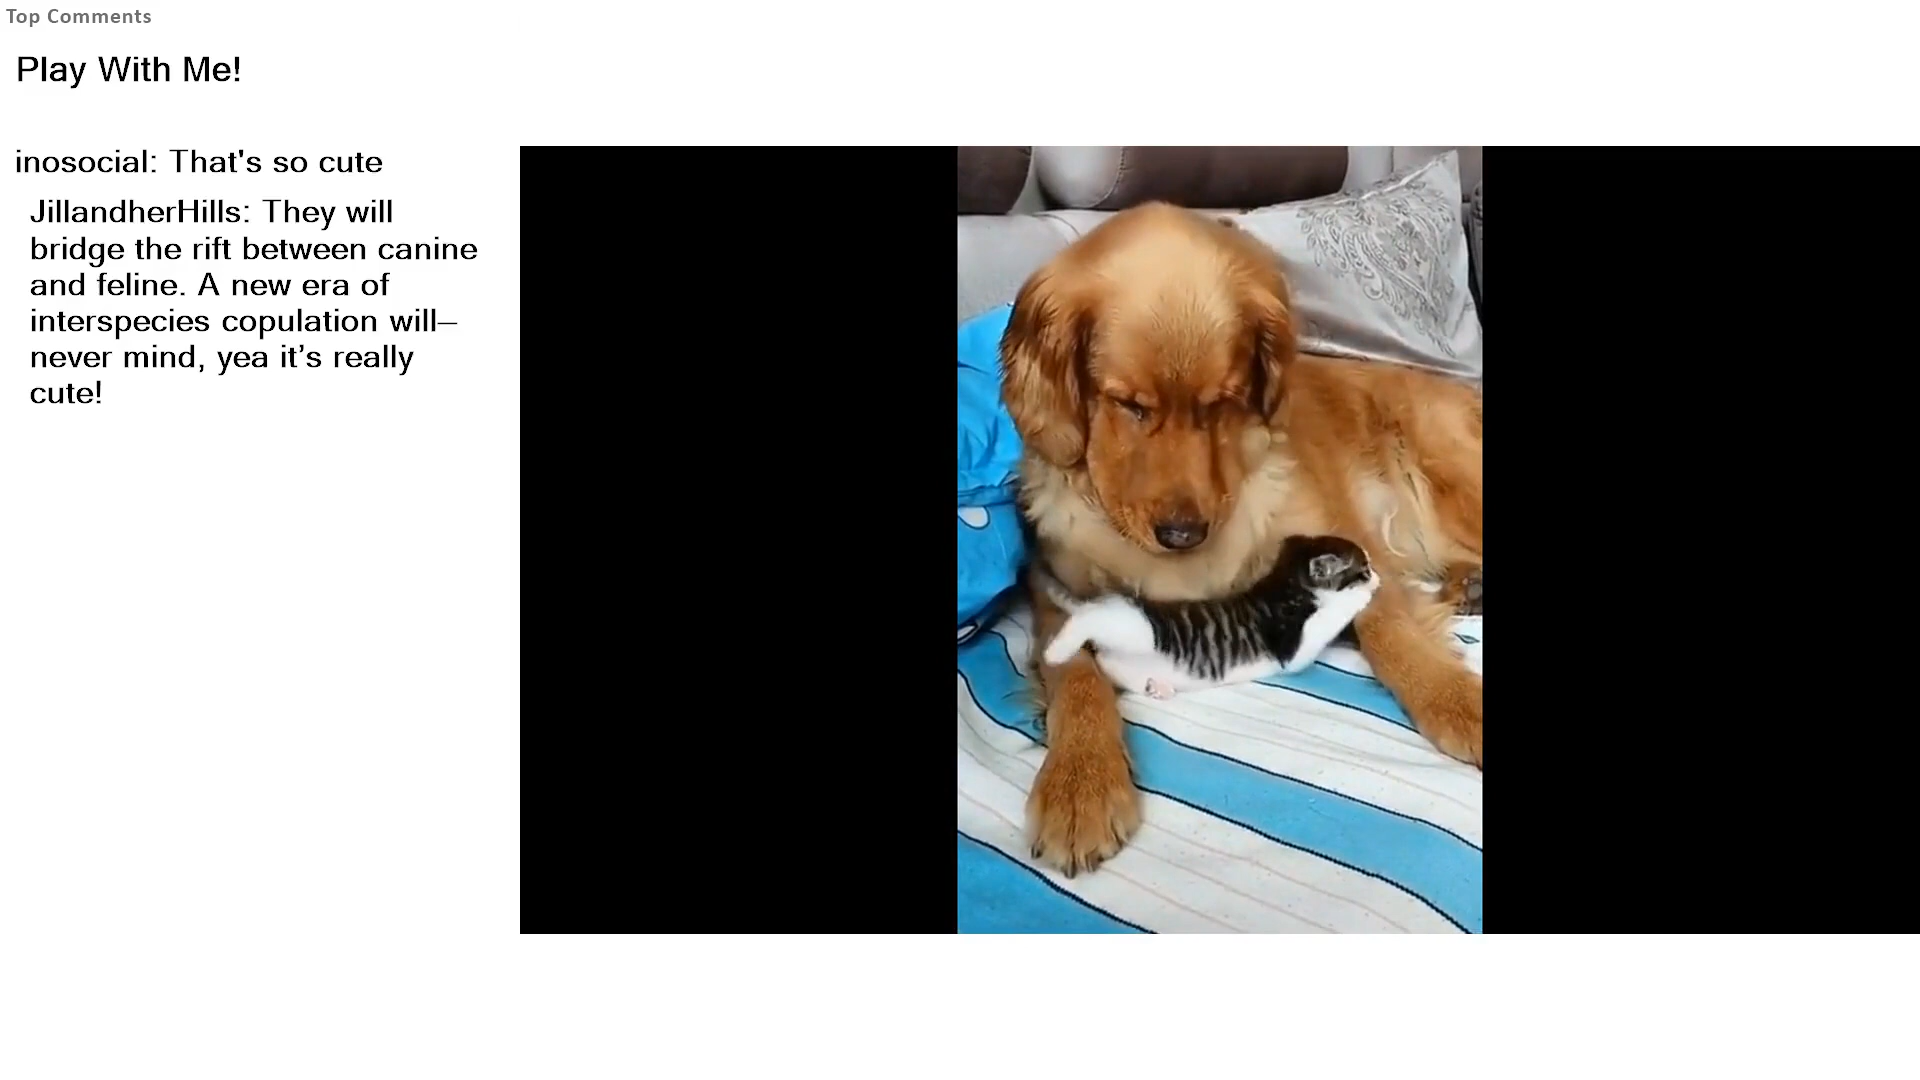 Top Comments
Play With Me!
inosocial: That's so cute
JillandherHills: They will
bridge the rift between canine
and feline. A new era of
interspecies copulation will—
never mind, yea it’s really
cute!